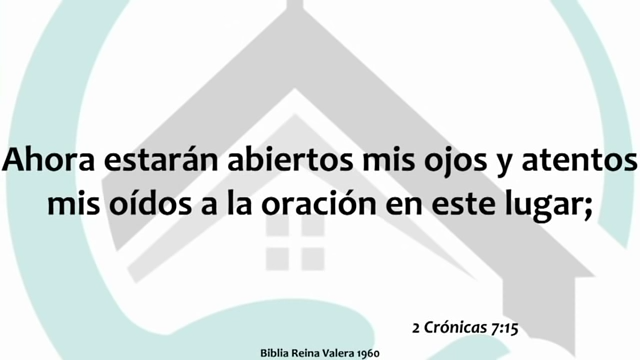 Ahora estarán abiertos mis ojos y atentos
mis oídos a la oración en este lugar;
2 Crónicas 7:15
Biblia Reina Valera 1960